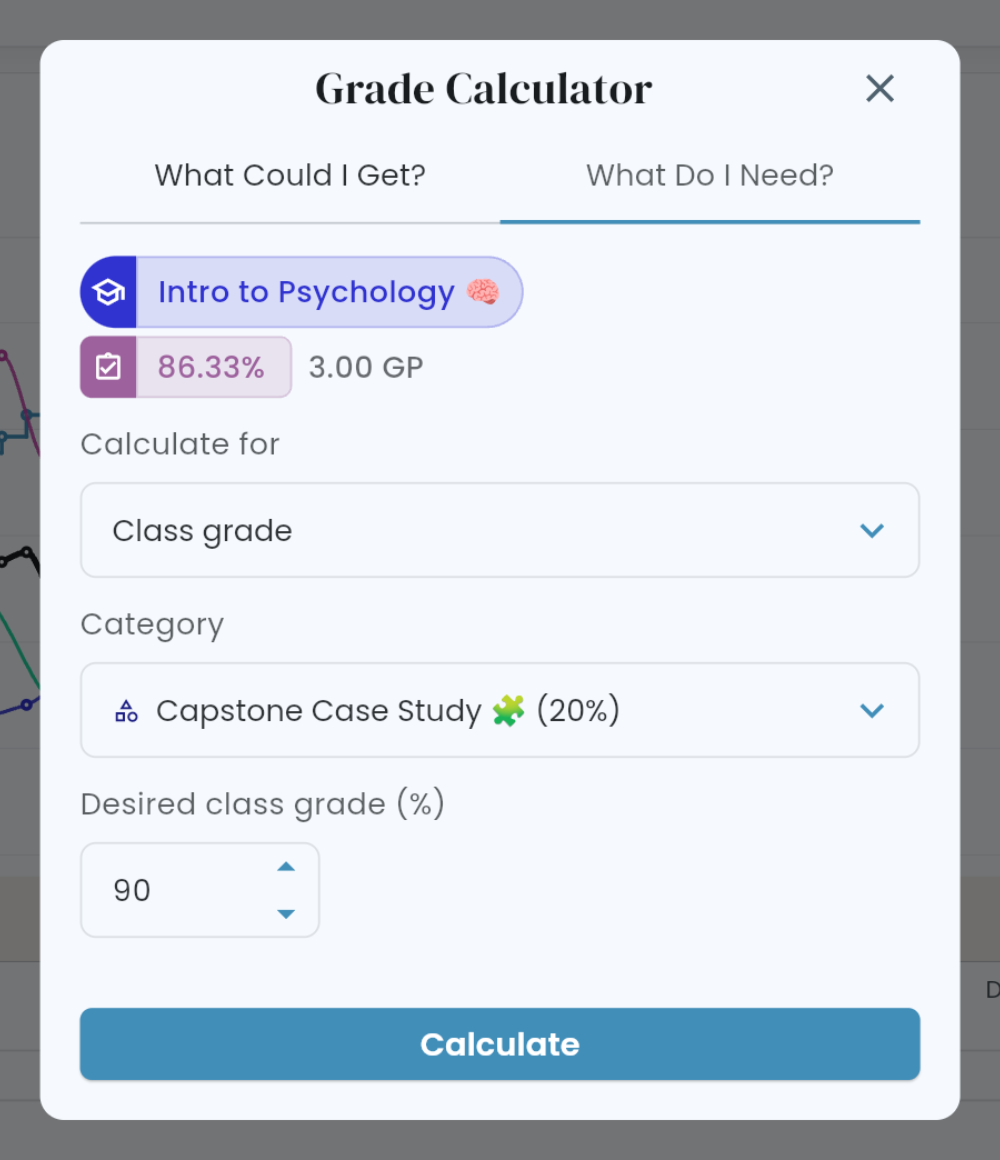 Grade Calculator
What Could I Get?
What Do I Need?
Intro to Psychology 🧠
86.33% 3.00 GP
Calculate for
Class grade
Category
Capstone Case Study 🧩 (20%)
Desired class grade (%)
90
D
Calculate